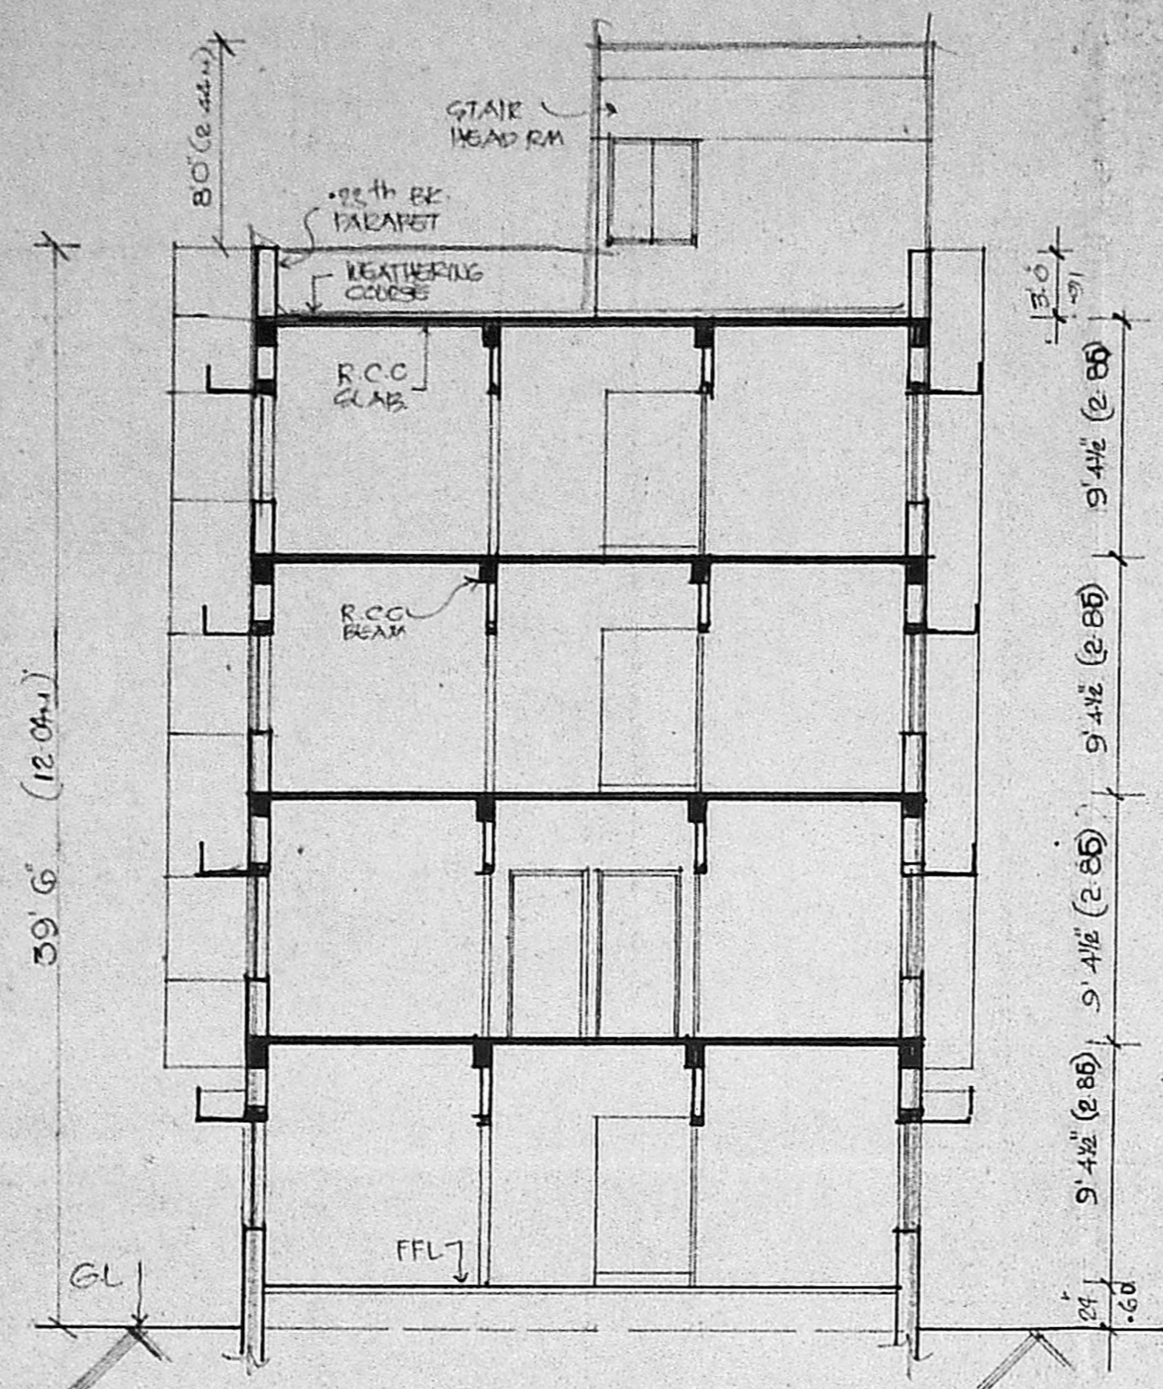 8'0" (2.44M)
STAIR
HEAD RM
.23th BK.
PARAPET
WEATHERING
COURSE
3'.0"
.91
R.C.C
SLAB.
9' 4½" (2.85)
R.C.C
BEAM
9' 4½" (2.85)
39' 6" (12.04M)
9' 4½" (2.85)
9' 4½" (2.85)
FFL
GL
24"
.60